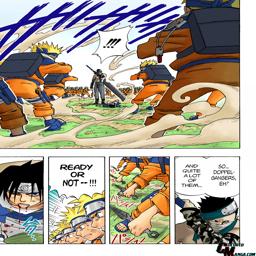 ..!!!
SO...
DOPPEL-
GANGERS,
EH?
AND
QUITE
A LOT
OF
THEM...
READY
OR
NOT--!!!